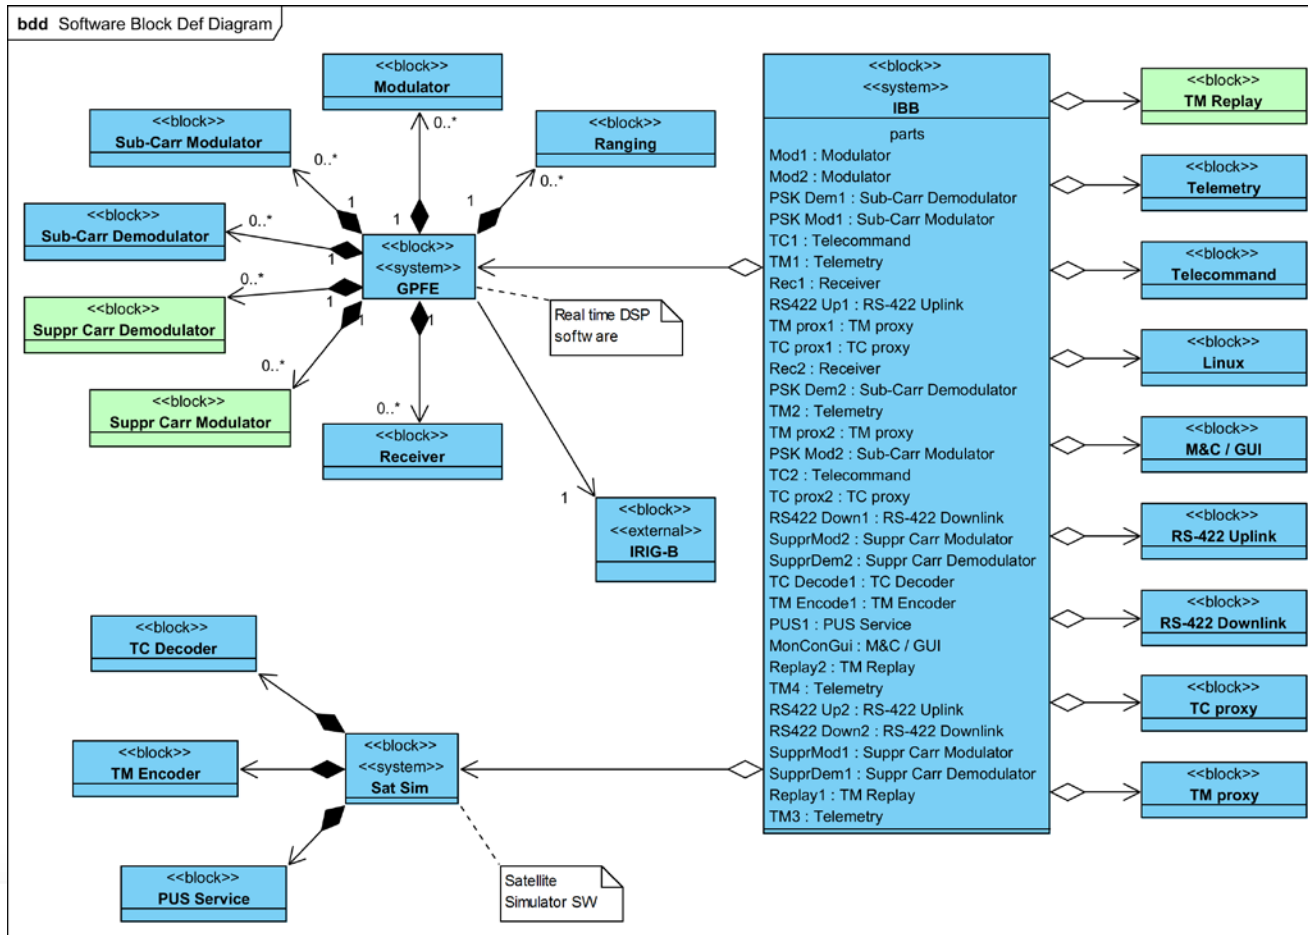 bdd Software Block Def Diagram
<<block>>
Modulator
0..*
<<block>>
Sub-Carr Modulator
0..*
1
1
<<block>>
Ranging
0..*
1
<<block>>
Sub-Carr Demodulator
0..*
1
<<block>>
Suppr Carr Demodulator
0..*
1
<<block>>
Suppr Carr Modulator
0..*
1
<<block>>
<<system>>
GPFE
1
Real time DSP
software
<<block>>
Receiver
0..*
<<block>>
<<external>>
IRIG-B
1
<<block>>
TC Decoder
<<block>>
TM Encoder
<<block>>
PUS Service
<<block>>
<<system>>
Sat Sim
Satellite
Simulator SW
<<block>>
<<system>>
IBB
parts
Mod1 : Modulator
Mod2 : Modulator
PSK Dem1 : Sub-Carr Demodulator
PSK Mod1 : Sub-Carr Modulator
TC1 : Telecommand
TM1 : Telemetry
Rec1 : Receiver
RS422 Up1 : RS-422 Uplink
TM prox1 : TM proxy
TC prox1 : TC proxy
Rec2 : Receiver
PSK Dem2 : Sub-Carr Demodulator
TM2 : Telemetry
TM prox2 : TM proxy
PSK Mod2 : Sub-Carr Modulator
TC2 : Telecommand
TC prox2 : TC proxy
RS422 Down1 : RS-422 Downlink
SupprMod2 : Suppr Carr Modulator
SupprDem2 : Suppr Carr Demodulator
TC Decode1 : TC Decoder
TM Encode1 : TM Encoder
PUS1 : PUS Service
MonConGui : M&C / GUI
Replay2 : TM Replay
TM4 : Telemetry
RS422 Up2 : RS-422 Uplink
RS422 Down2 : RS-422 Downlink
SupprMod1 : Suppr Carr Modulator
SupprDem1 : Suppr Carr Demodulator
Replay1 : TM Replay
TM3 : Telemetry
<<block>>
TM Replay
<<block>>
Telemetry
<<block>>
Telecommand
<<block>>
Linux
<<block>>
M&C / GUI
<<block>>
RS-422 Uplink
<<block>>
RS-422 Downlink
<<block>>
TC proxy
<<block>>
TM proxy